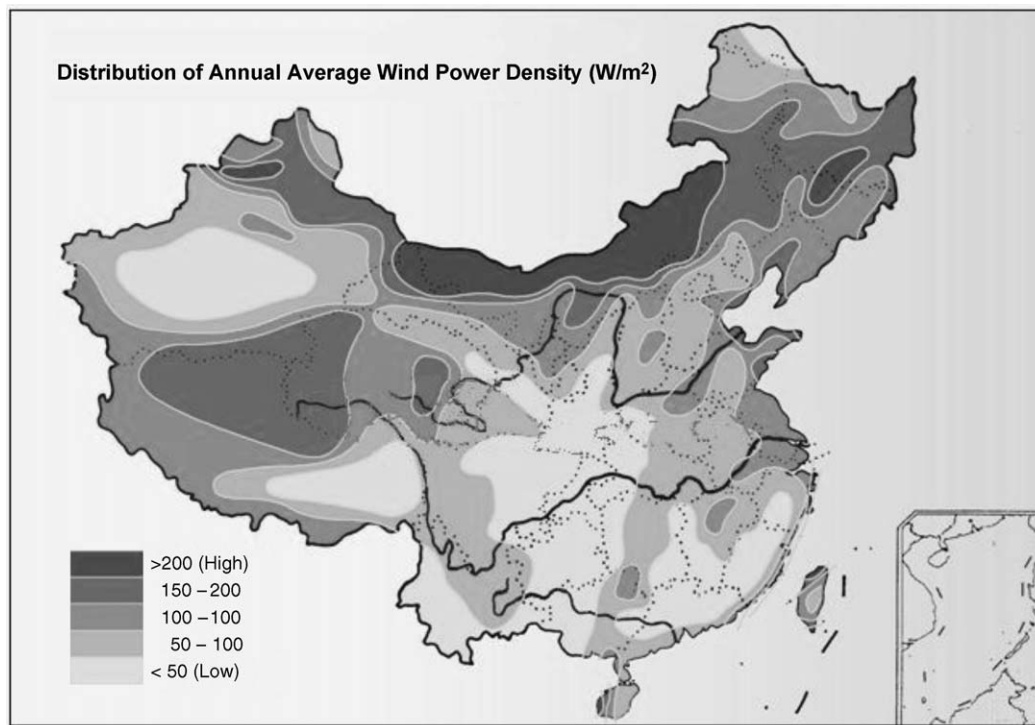 Distribution of Annual Average Wind Power Density (W/m²)
>200 (High)
150 – 200
100 – 100
50 – 100
< 50 (Low)